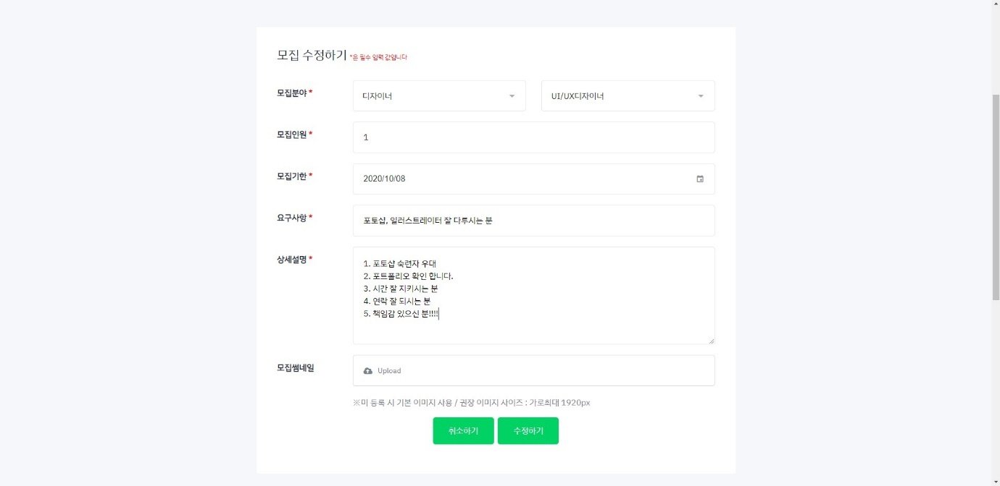 모집 수정하기 *은 필수 입력 값입니다
모집분야 * 디자이너 UI/UX디자이너
모집인원 * 1
모집기한 * 2020/10/08
요구사항 * 포토샵, 일러스트레이터 잘 다루시는 분
상세설명 * 1. 포토샵 숙련자 우대
2. 포트폴리오 확인 합니다.
3. 시간 잘 지키시는 분
4. 연락 잘 되시는 분
5. 책임감 있으신 분!!!!
모집썸네일 Upload
※미 등록 시 기본 이미지 사용 / 권장 이미지 사이즈 : 가로최대 1920px
취소하기 수정하기